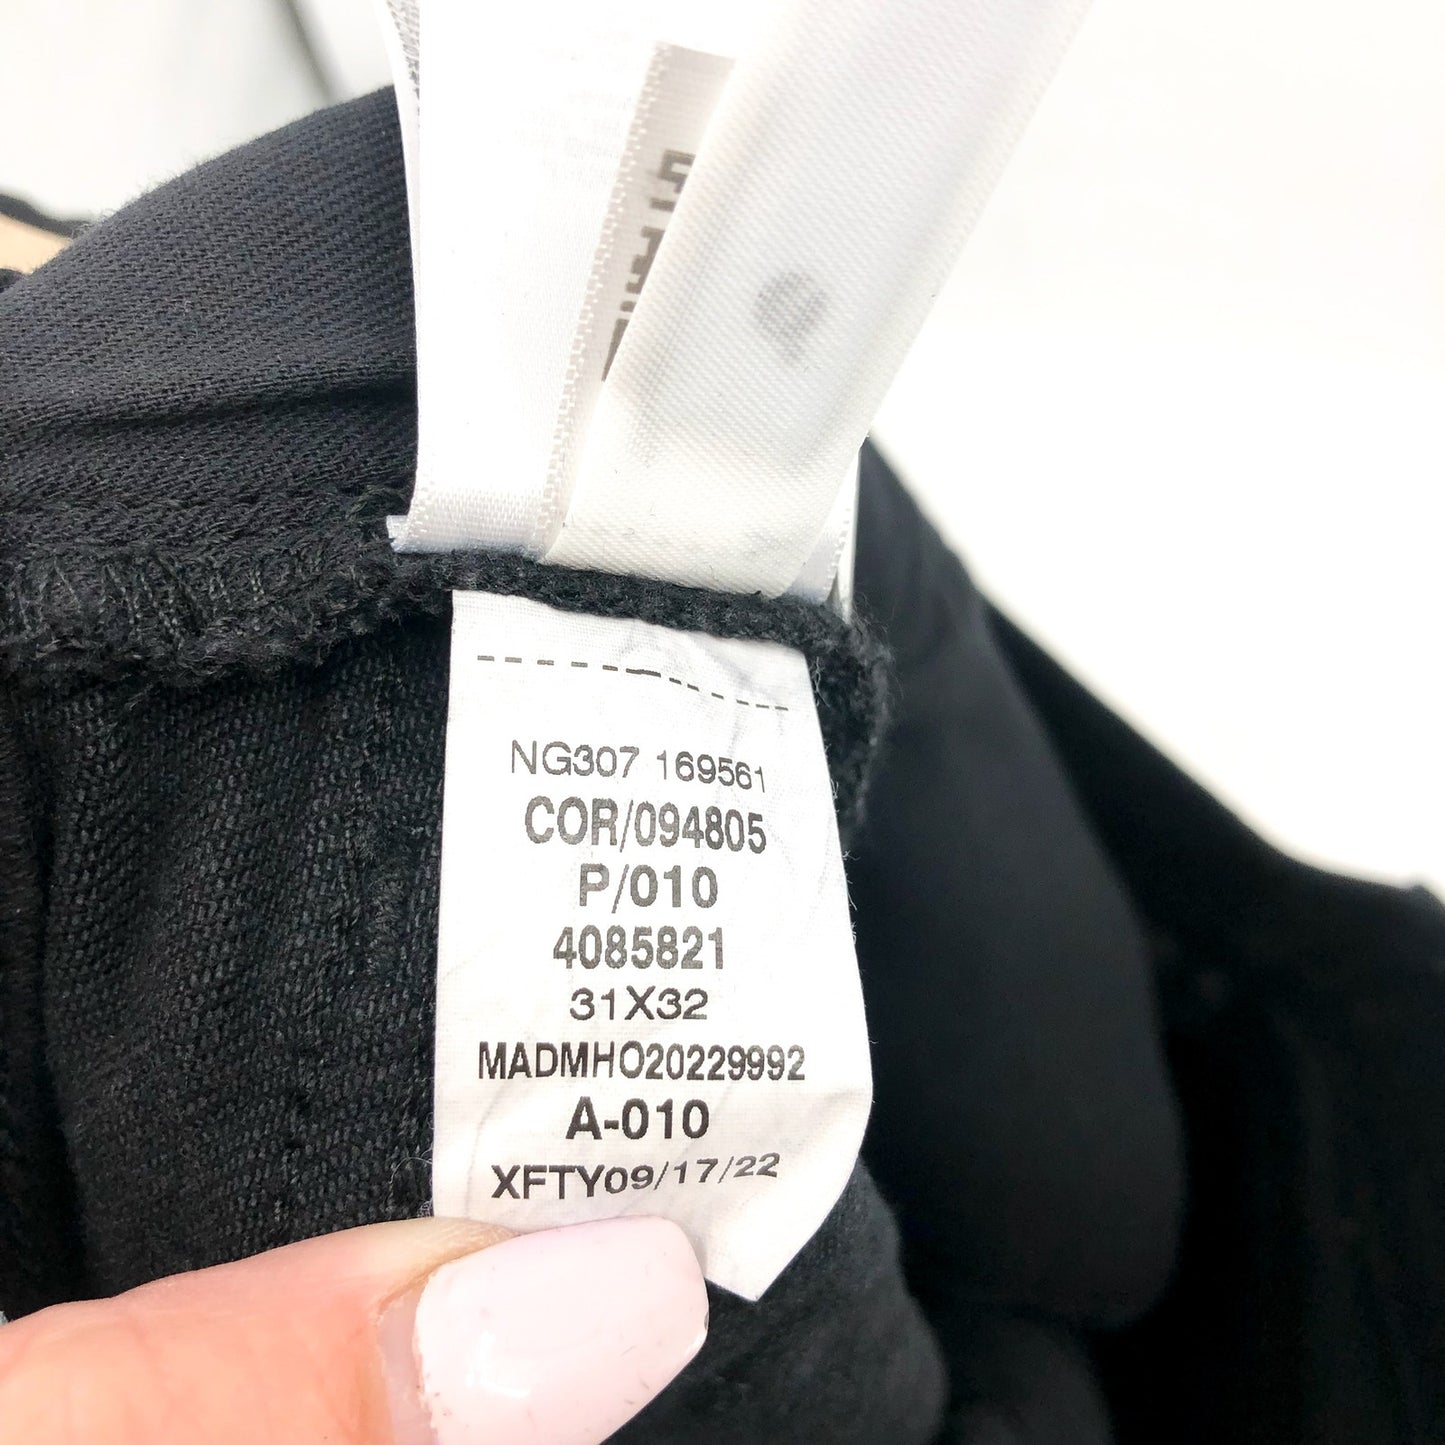 NG307 169561
COR/094805
P/010
4085821
31X32
MADMHO20229992
A-010
XFTY09/17/22